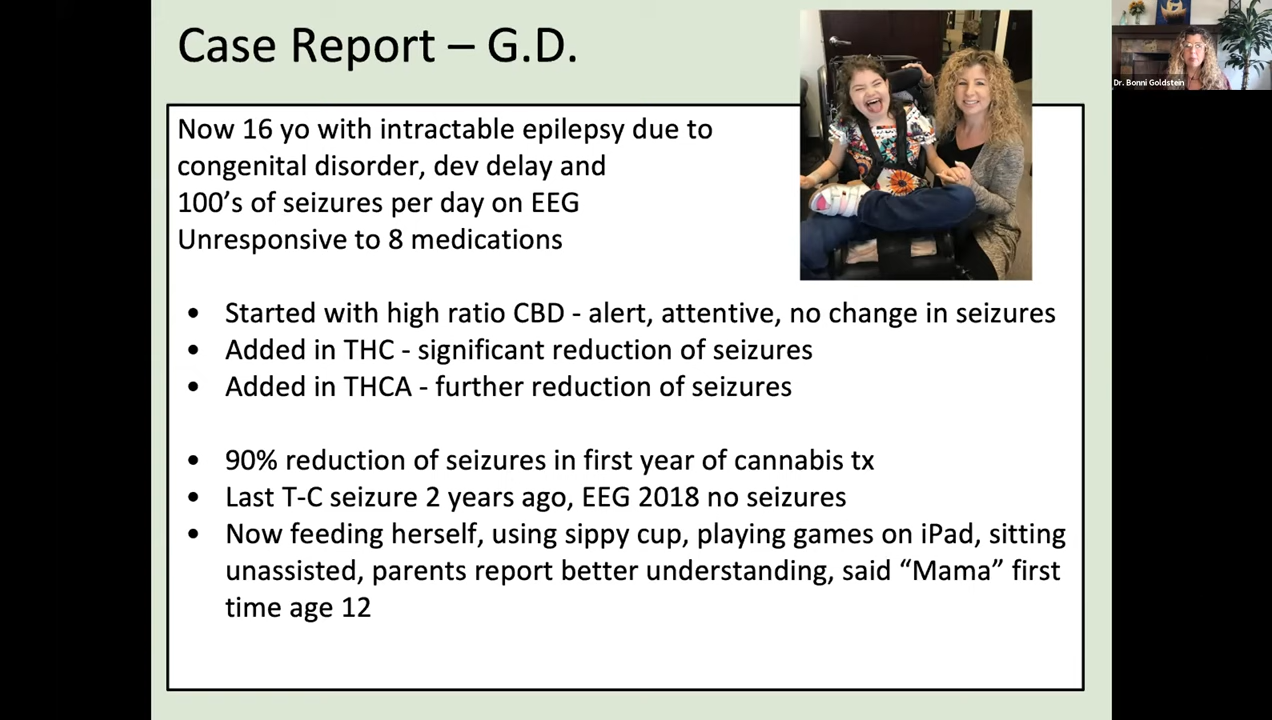 Case Report – G.D.
Dr. Bonni Goldstein
Now 16 yo with intractable epilepsy due to
congenital disorder, dev delay and
100’s of seizures per day on EEG
Unresponsive to 8 medications
• Started with high ratio CBD - alert, attentive, no change in seizures
• Added in THC - significant reduction of seizures
• Added in THCA - further reduction of seizures
• 90% reduction of seizures in first year of cannabis tx
• Last T-C seizure 2 years ago, EEG 2018 no seizures
• Now feeding herself, using sippy cup, playing games on iPad, sitting
unassisted, parents report better understanding, said “Mama” first
time age 12